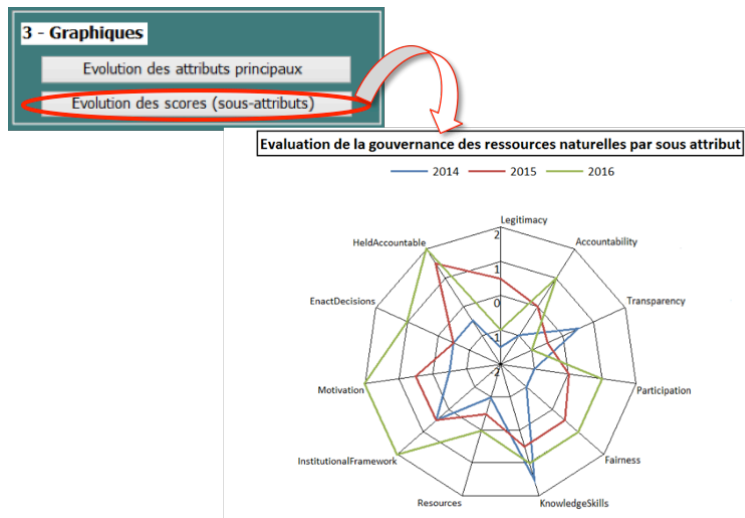 3 - Graphiques
Evolution des attributs principaux
Evolution des scores (sous-attributs)
Evaluation de la gouvernance des ressources naturelles par sous attribut
2014 2015 2016
Legitimacy
Accountability
Transparency
Participation
Fairness
KnowledgeSkills
Resources
InstitutionalFramework
Motivation
EnactDecisions
HeldAccountable
2
1
0
-1
-2